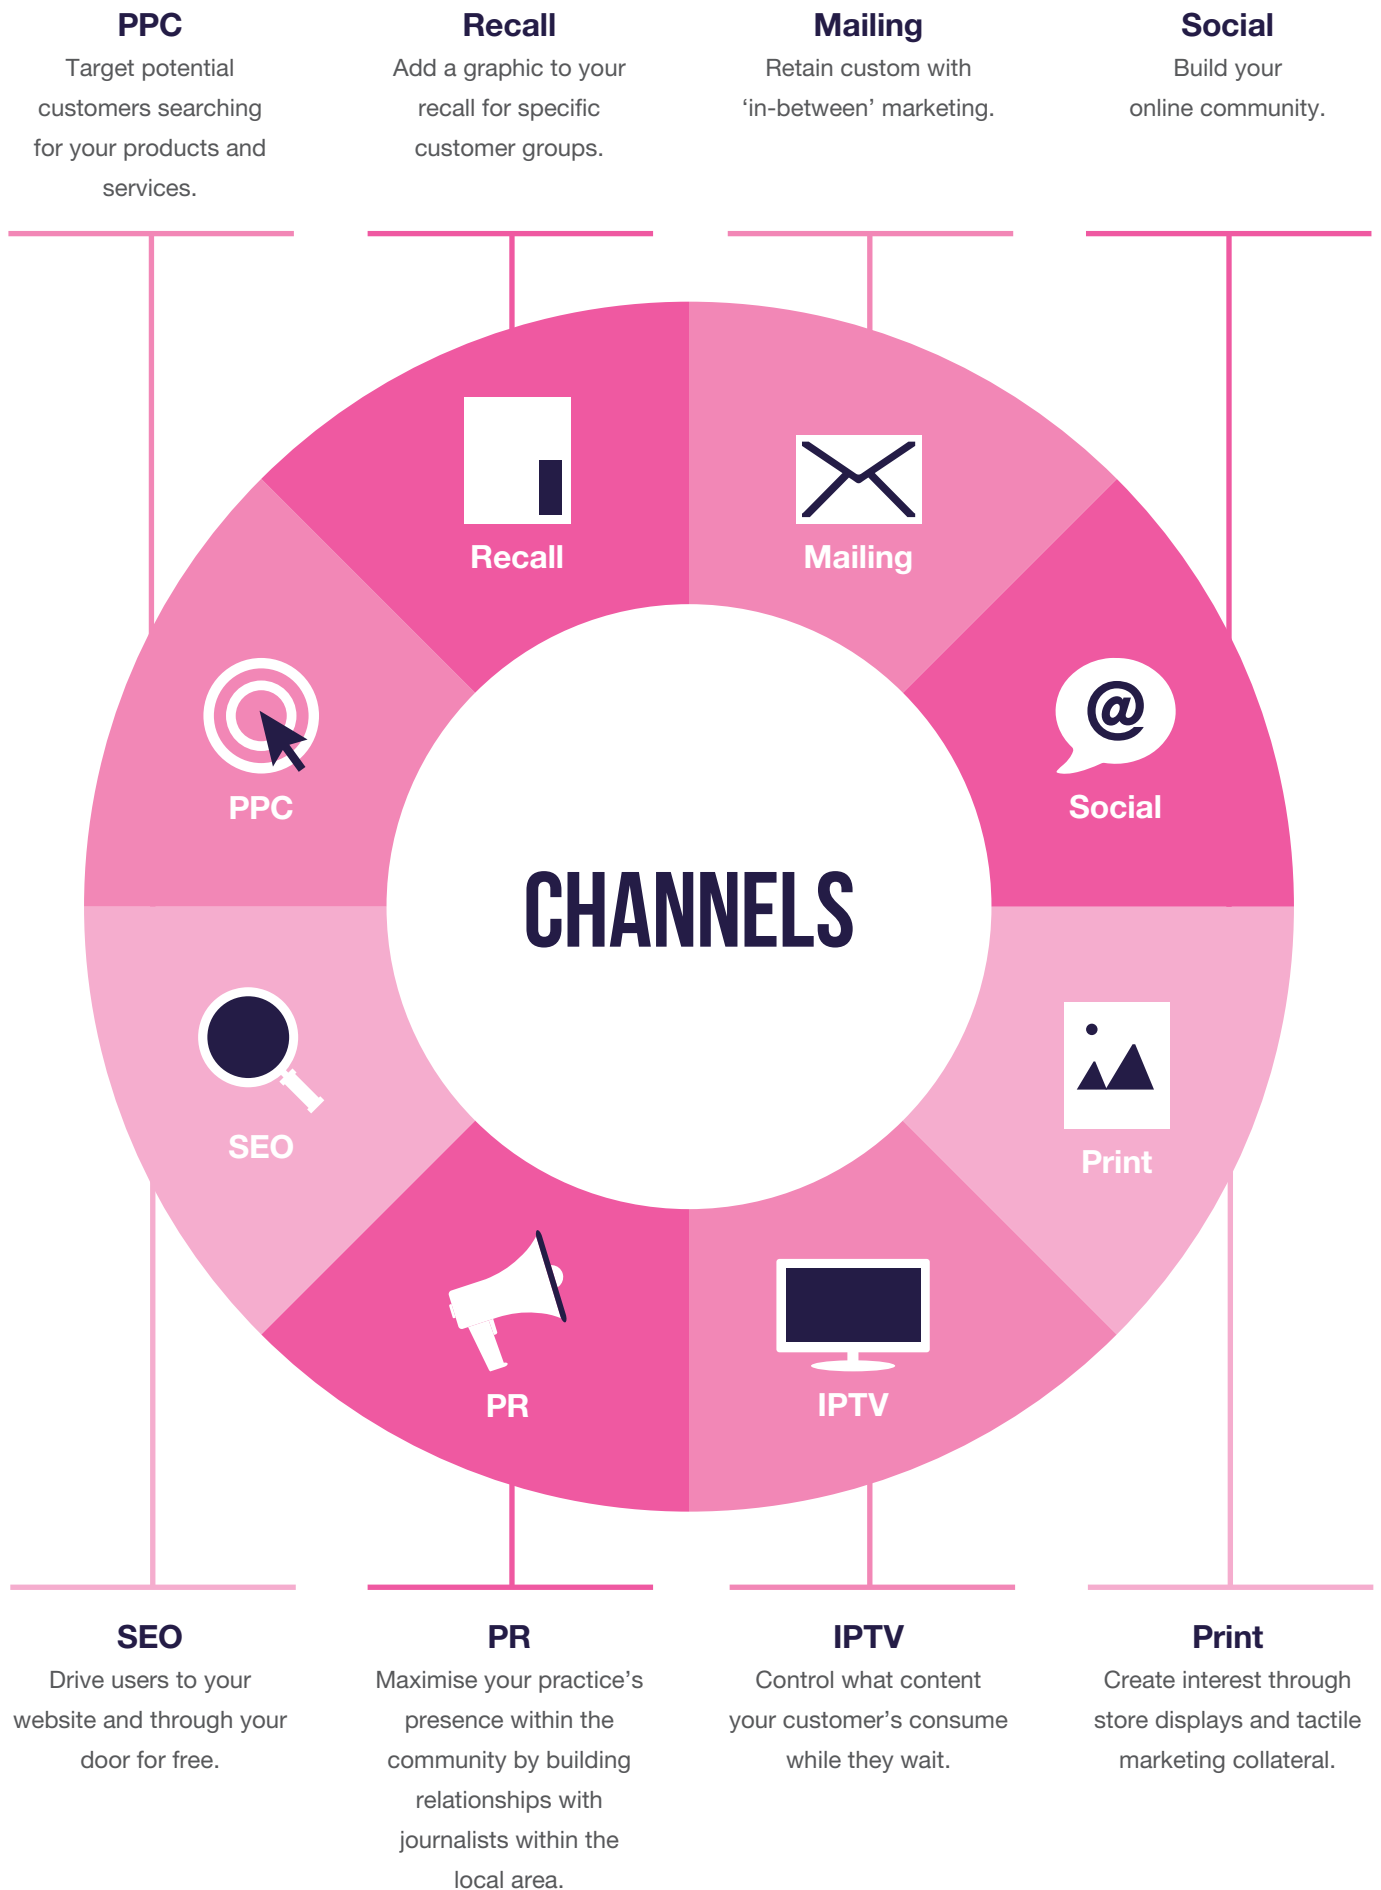 PPC
Target potential
customers searching
for your products and
services.
Recall
Add a graphic to your
recall for specific
customer groups.
Mailing
Retain custom with
‘in-between’ marketing.
Social
Build your
online community.
Recall
Mailing
PPC
@
Social
CHANNELS
SEO
Print
PR
IPTV
SEO
Drive users to your
website and through your
door for free.
PR
Maximise your practice’s
presence within the
community by building
relationships with
journalists within the
local area.
IPTV
Control what content
your customer’s consume
while they wait.
Print
Create interest through
store displays and tactile
marketing collateral.